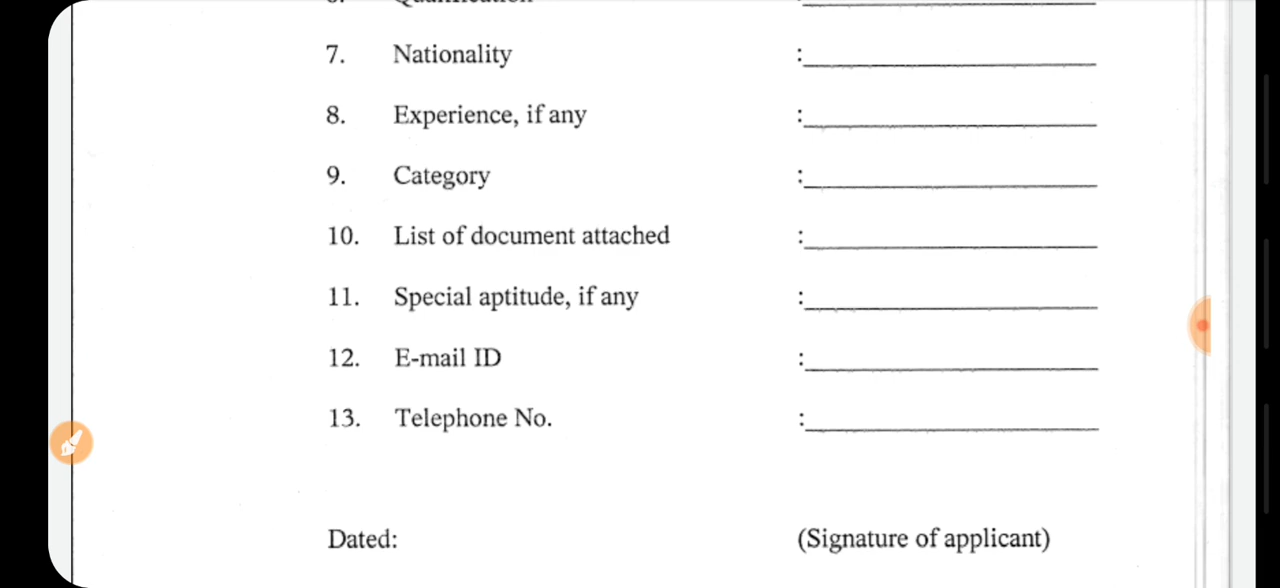 7. Nationality :
8. Experience, if any :
9. Category :
10. List of document attached :
11. Special aptitude, if any :
12. E-mail ID :
13. Telephone No. :
Dated: (Signature of applicant)